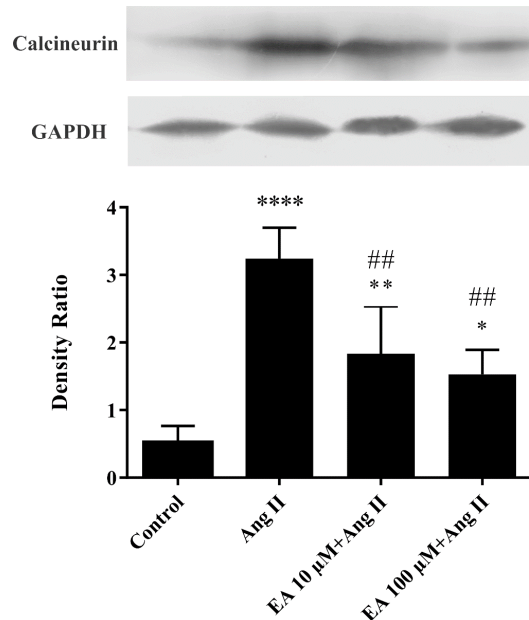 Calcineurin
GAPDH
Density Ratio
4
3
2
1
0
****
##
**
##
*
Control
Ang II
EA 10 µM+Ang II
EA 100 µM+Ang II